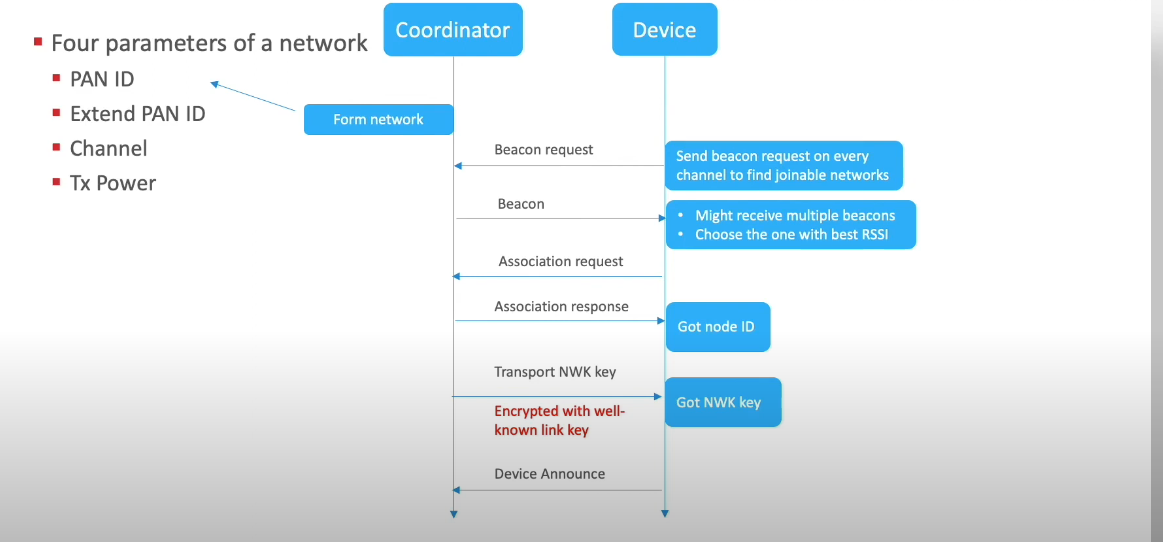 Four parameters of a network
PAN ID
Extend PAN ID
Channel
Tx Power
Coordinator
Device
Form network
Beacon request
Send beacon request on every
channel to find joinable networks
Beacon
• Might receive multiple beacons
• Choose the one with best RSSI
Association request
Association response
Got node ID
Transport NWK key
Encrypted with well-
known link key
Got NWK key
Device Announce